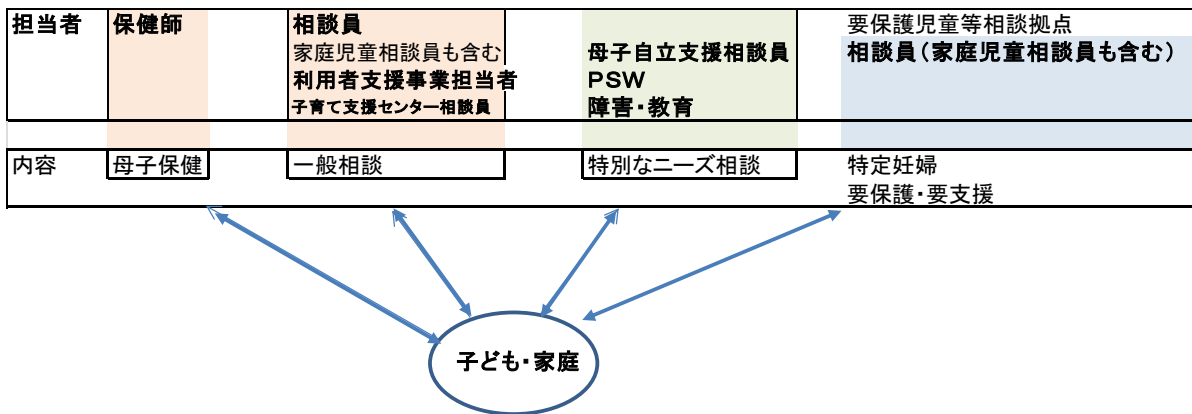 担当者
保健師
相談員
家庭児童相談員も含む
利用者支援事業担当者
子育て支援センター相談員
母子自立支援相談員
PSW
障害・教育
要保護児童等相談拠点
相談員(家庭児童相談員も含む)
内容
母子保健
一般相談
特別なニーズ相談
特定妊婦
要保護・要支援
子ども・家庭